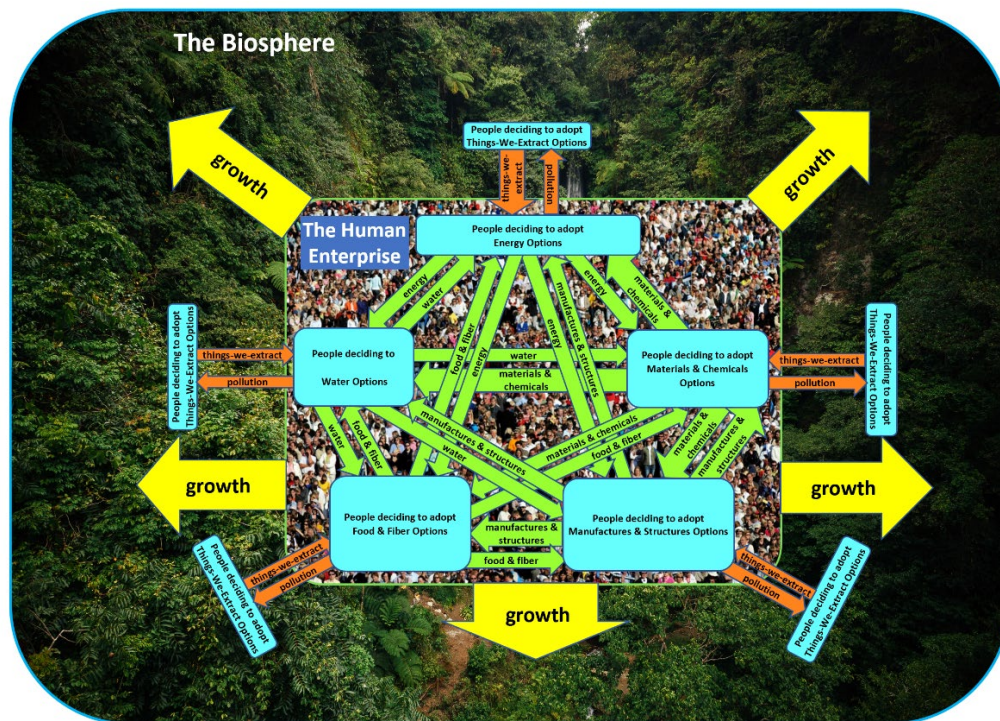 The Biosphere
People deciding to adopt
Things-We-Extract Options
growth
growth
things-we-
extract
pollution
The Human
Enterprise
People deciding to adopt
Energy Options
energy
water
food & fiber
energy
energy
manufactures & structures
energy
materials &
chemicals
People deciding to adopt
Things-We-Extract Options
things-we-extract
pollution
People deciding to
Water Options
water
materials &
chemicals
People deciding to adopt
Materials & Chemicals
Options
things-we-extract
pollution
People deciding to adopt
Things-We-Extract Options
water
food & fiber
manufactures & structures
water
materials & chemicals
food & fiber
materials &
chemicals
manufactures &
structures
growth
growth
People deciding to adopt
Food & Fiber Options
manufactures &
structures
food & fiber
People deciding to adopt
Manufactures & Structures Options
things-we-extract
pollution
People deciding to adopt
Things-We-Extract Options
things-we-extract
pollution
People deciding to adopt
Things-We-Extract Options
growth